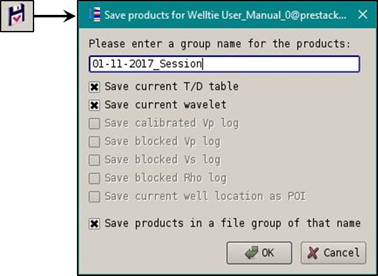 Save products for Welltie User_Manual_0@prestack...
Please enter a group name for the products:
01-11-2017_Session
Save current T/D table
Save current wavelet
Save calibrated Vp log
Save blocked Vp log
Save blocked Vs log
Save blocked Rho log
Save current well location as POI
Save products in a file group of that name
OK Cancel